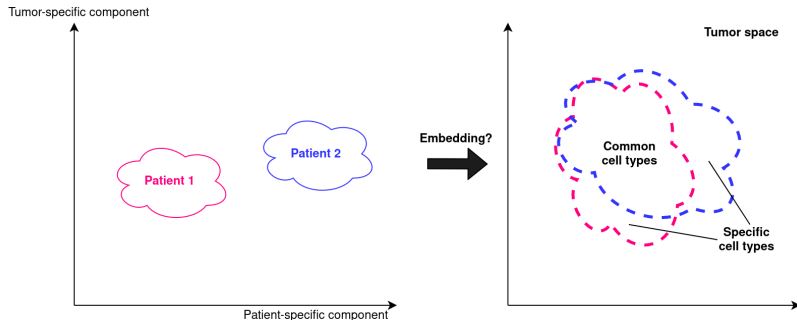 Tumor-specific component
Patient 1
Patient 2
Patient-specific component
Embedding?
Tumor space
Common
cell types
Specific
cell types